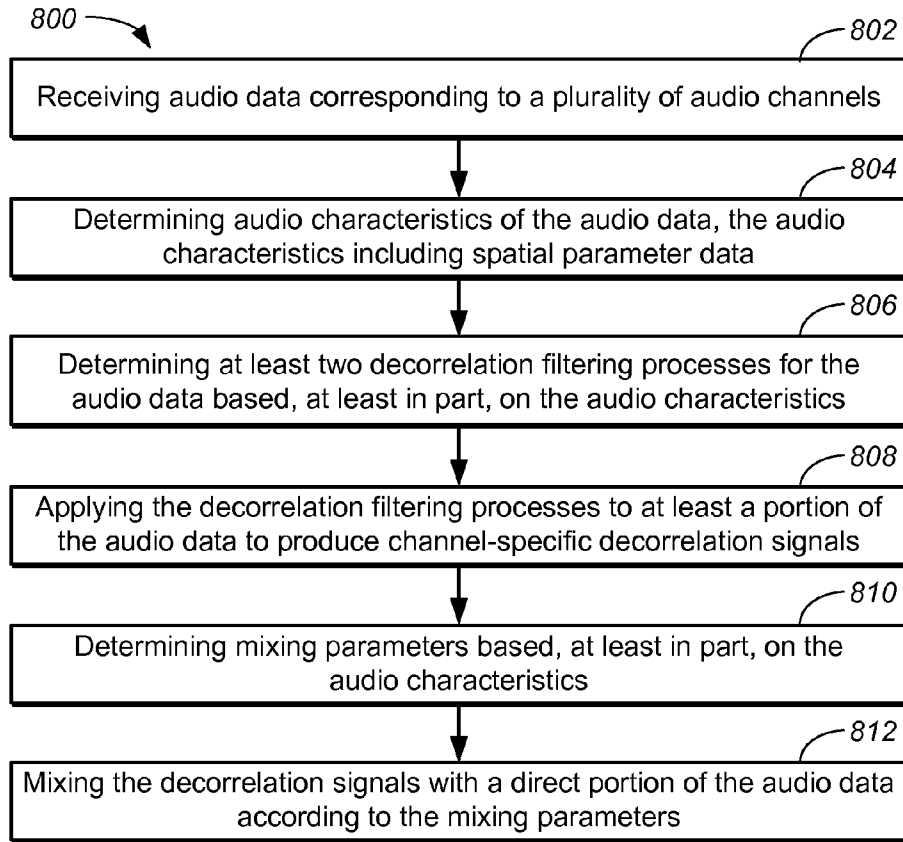 800
802
Receiving audio data corresponding to a plurality of audio channels
804
Determining audio characteristics of the audio data, the audio
characteristics including spatial parameter data
806
Determining at least two decorrelation filtering processes for the
audio data based, at least in part, on the audio characteristics
808
Applying the decorrelation filtering processes to at least a portion of
the audio data to produce channel-specific decorrelation signals
810
Determining mixing parameters based, at least in part, on the
audio characteristics
812
Mixing the decorrelation signals with a direct portion of the audio data
according to the mixing parameters